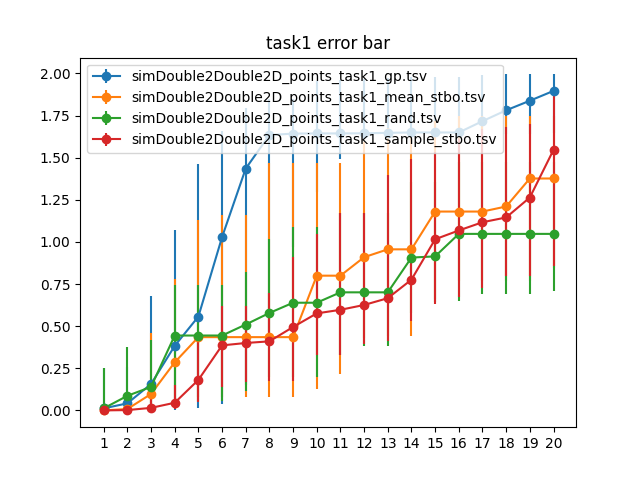 task1 error bar
simDouble2Double2D_points_task1_gp.tsv
simDouble2Double2D_points_task1_mean_stbo.tsv
simDouble2Double2D_points_task1_rand.tsv
simDouble2Double2D_points_task1_sample_stbo.tsv
2.00
1.75
1.50
1.25
1.00
0.75
0.50
0.25
0.00
1 2 3 4 5 6 7 8 9 10 11 12 13 14 15 16 17 18 19 20